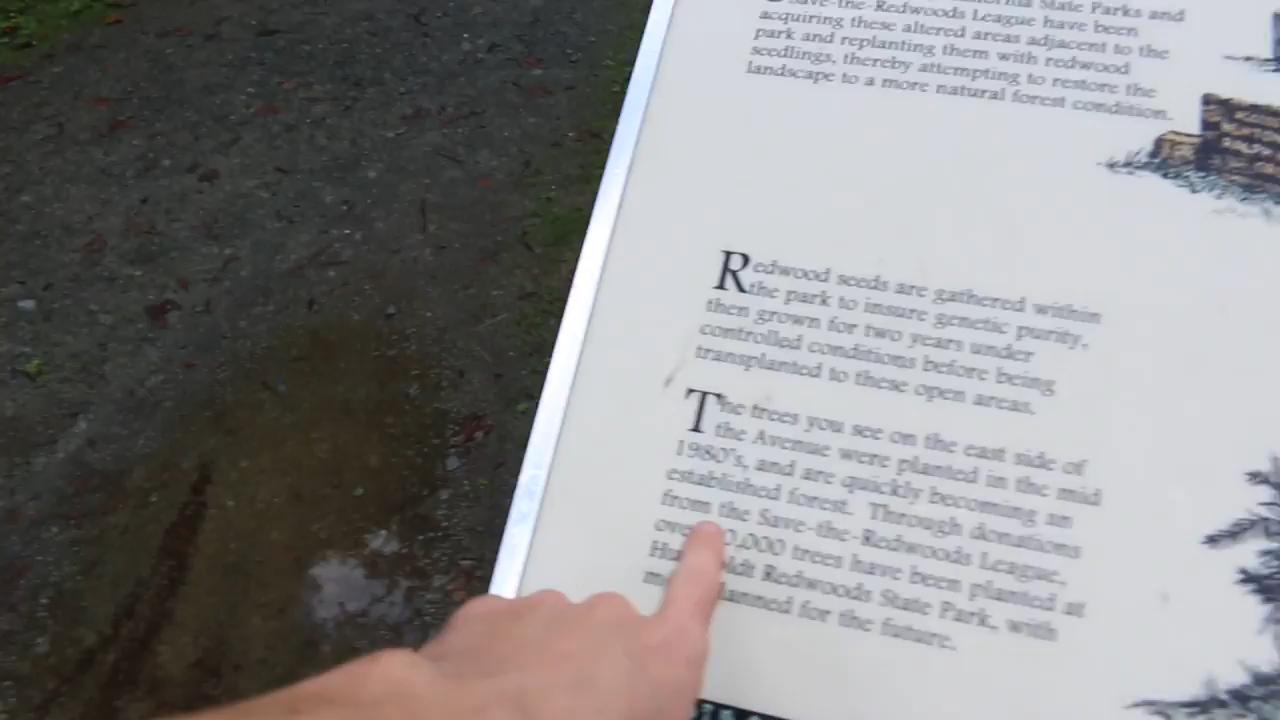 State Parks and
Save-the-Redwoods League have been
acquiring these altered areas adjacent to the
park and replanting them with redwood
seedlings, thereby attempting to restore the
landscape to a more natural forest condition.
Redwood seeds are gathered within
the park to insure genetic purity,
then grown for two years under
controlled conditions before being
transplanted to these open areas.
The trees you see on the east side of
the Avenue were planted in the mid
1980's, and are quickly becoming an
established forest. Through donations
from the Save-the-Redwoods League,
trees have been planted at
Redwoods State Park, with
for the future.